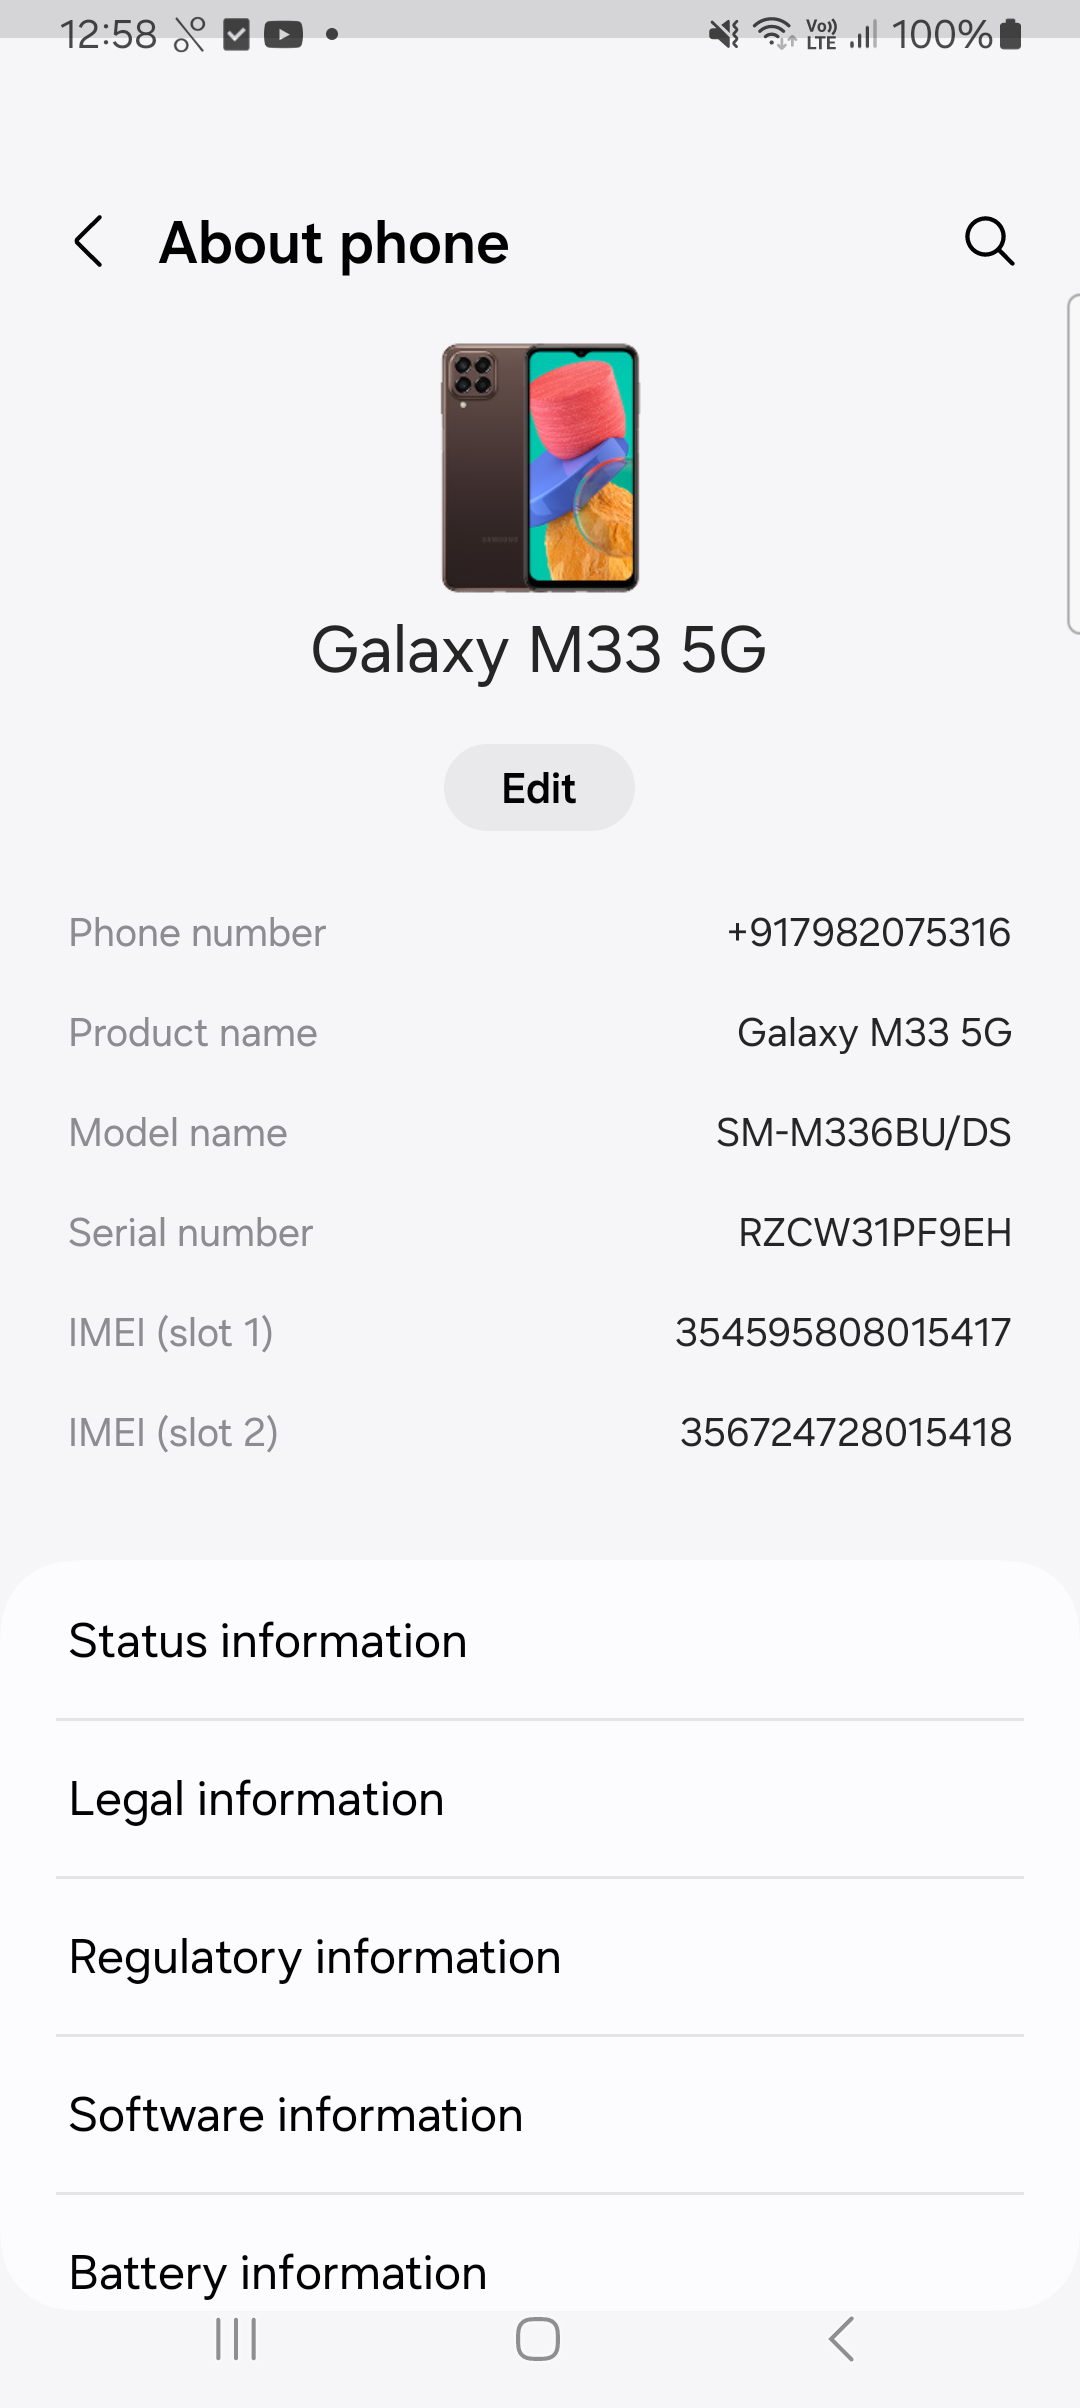 12:58 Vo)) LTE 100%
About phone
SAMSUNG
Galaxy M33 5G
Edit
Phone number +917982075316
Product name Galaxy M33 5G
Model name SM-M336BU/DS
Serial number RZCW31PF9EH
IMEI (slot 1) 354595808015417
IMEI (slot 2) 356724728015418
Status information
Legal information
Regulatory information
Software information
Battery information